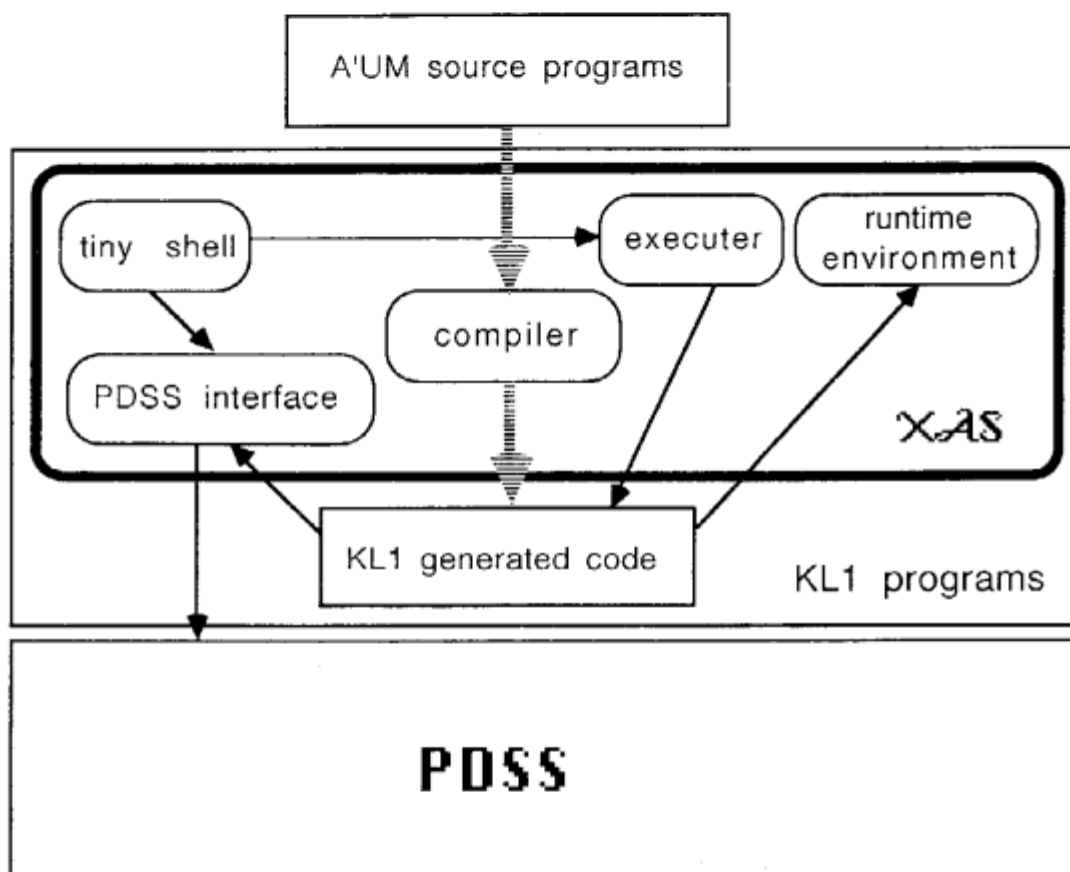 A'UM source programs
tiny shell
executer
runtime
environment
compiler
PDSS interface
XAS
KL1 generated code
KL1 programs
PDSS